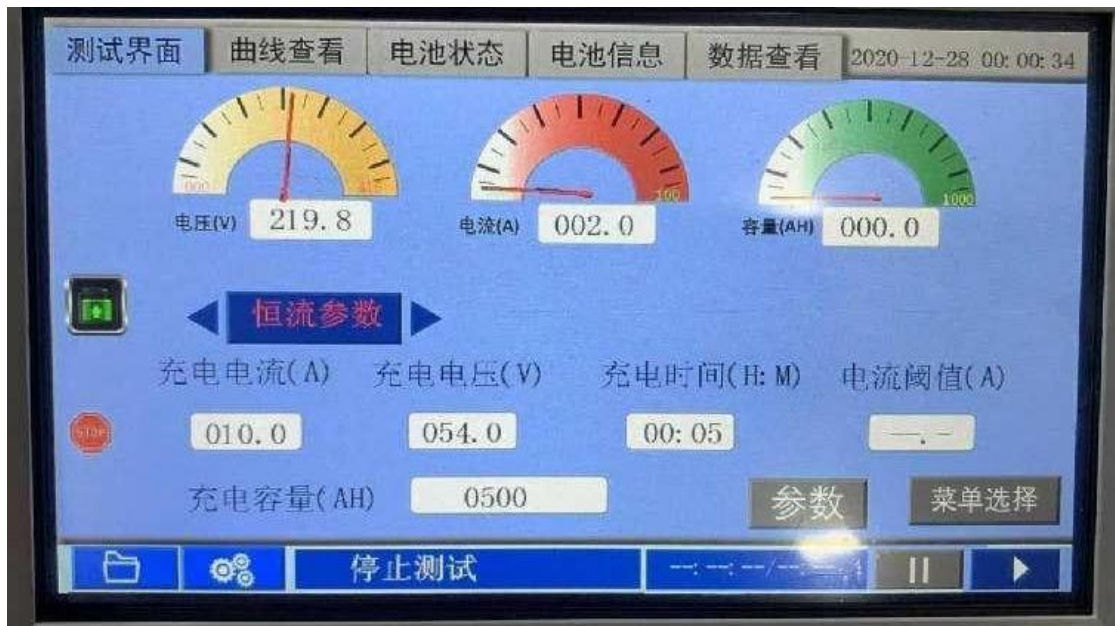 测试界面 曲线查看 电池状态 电池信息 数据查看 2020-12-28 00:00:34
000 100 1000
电压(V) 219.8 电流(A) 002.0 容量(AH) 000.0
恒流参数
充电电流(A) 充电电压(V) 充电时间(H:M) 电流阈值(A)
STOP 010.0 054.0 00:05 —.—
充电容量(AH) 0500 参数 菜单选择
停止测试